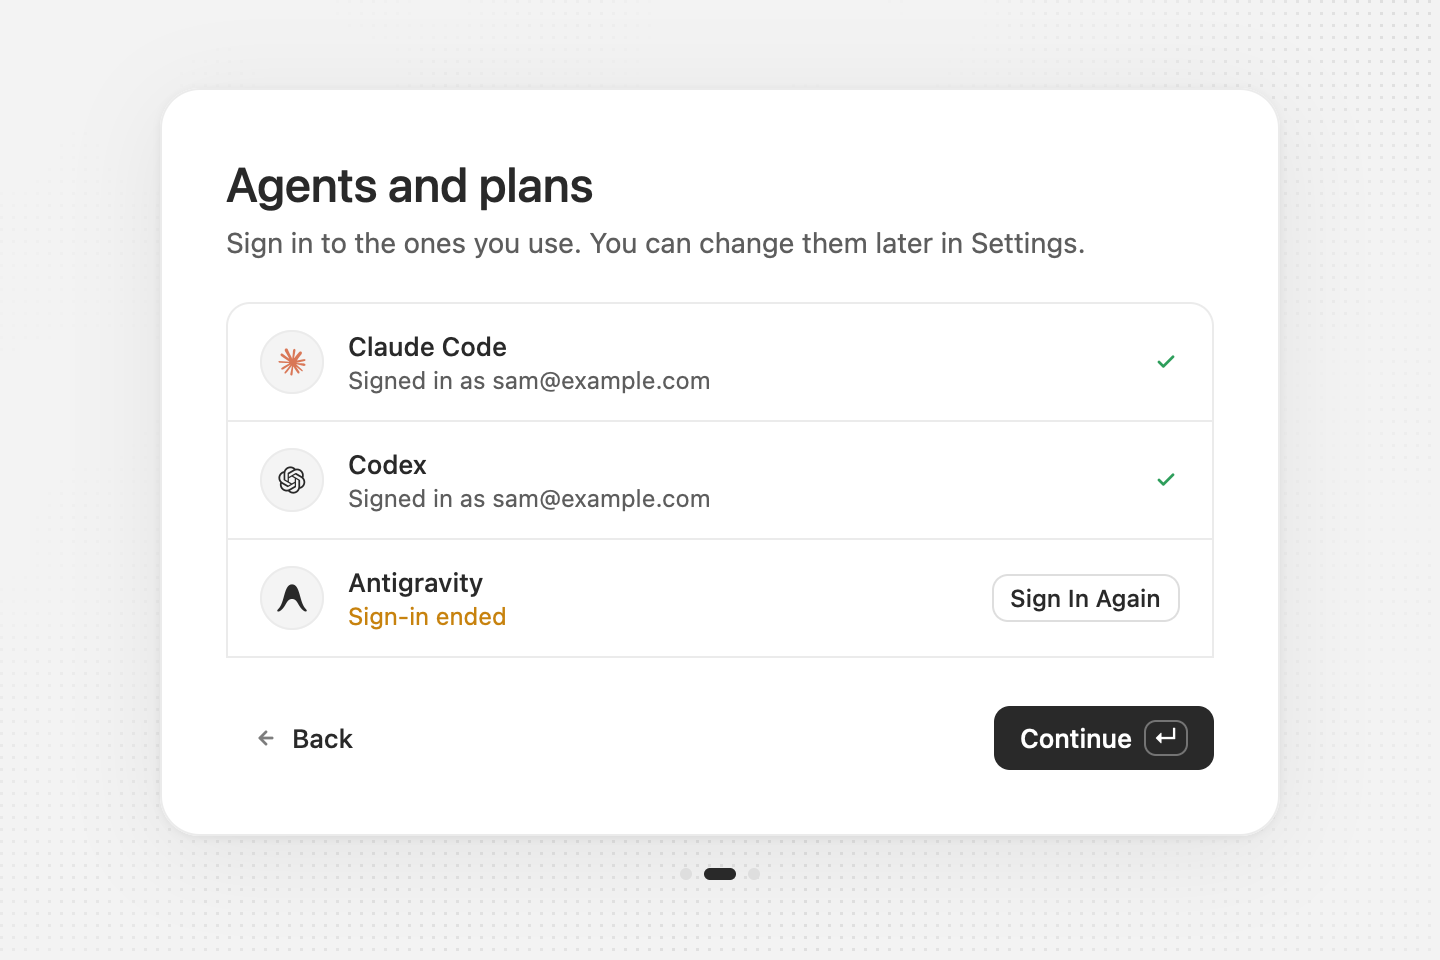 Agents and plans
Sign in to the ones you use. You can change them later in Settings.
Claude Code
Signed in as sam@example.com
Codex
Signed in as sam@example.com
Antigravity
Sign-in ended
Sign In Again
Back
Continue